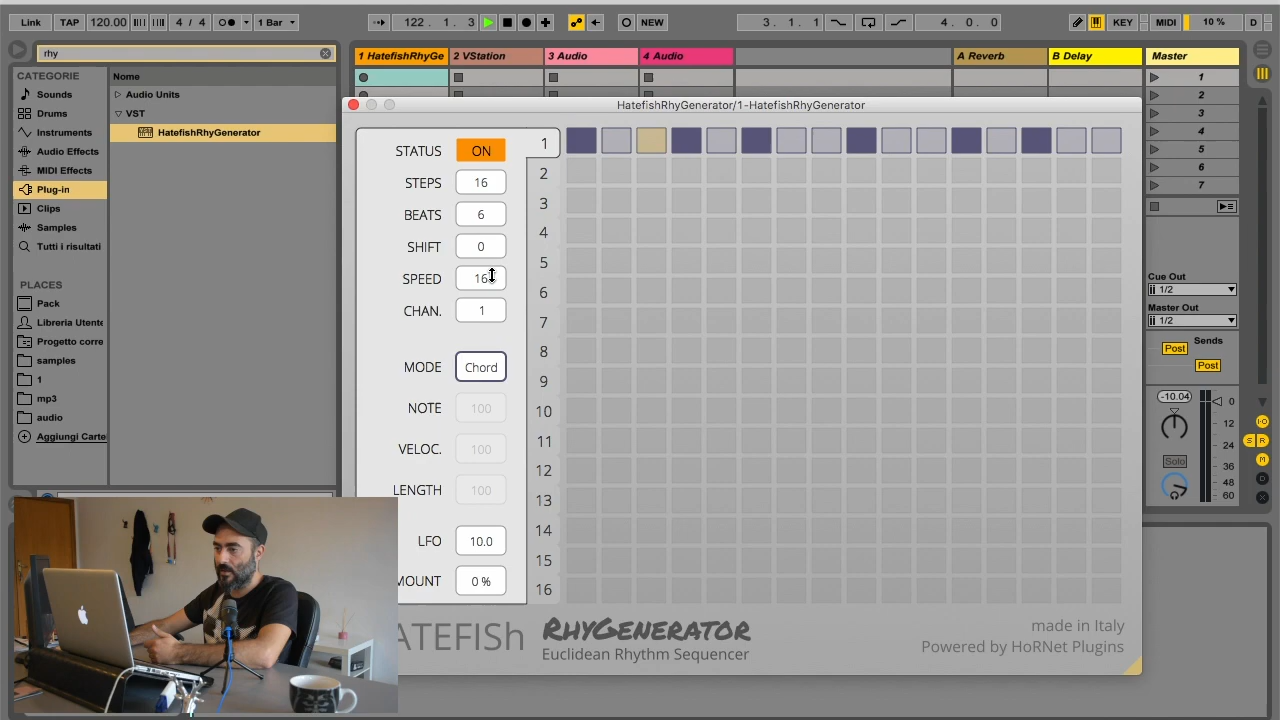 Link TAP 120.00 4 / 4 1 Bar 122. 1. 3 NEW 3. 1. 1 4. 0. 0 KEY MIDI 10 % D
rhy
1 HatefishRhyGe 2 VStation 3 Audio 4 Audio A Reverb B Delay Master
CATEGORIE
Sounds
Drums
Instruments
Audio Effects
MIDI Effects
Plug-in
Clips
Samples
Tutti i risultati
PLACES
Pack
Libreria Utente
Progetto corre
samples
1
mp3
audio
Aggiungi Carte
Nome
Audio Units
VST
HatefishRhyGenerator
HatefishRhyGenerator/1-HatefishRhyGenerator
STATUS ON
STEPS 16
BEATS 6
SHIFT 0
SPEED 16
CHAN. 1
MODE Chord
NOTE 100
VELOC. 100
LENGTH 100
LFO 10.0
MOUNT 0 %
1
2
3
4
5
6
7
8
9
10
11
12
13
14
15
16
ATEFISh RHYGENERATOR
Euclidean Rhythm Sequencer
made in Italy
Powered by HoRNet Plugins
1
2
3
4
5
6
7
Cue Out
1/2
Master Out
1/2
Sends
Post
Post
-10.04
0
12
24
36
48
60
Solo
S R
M
D